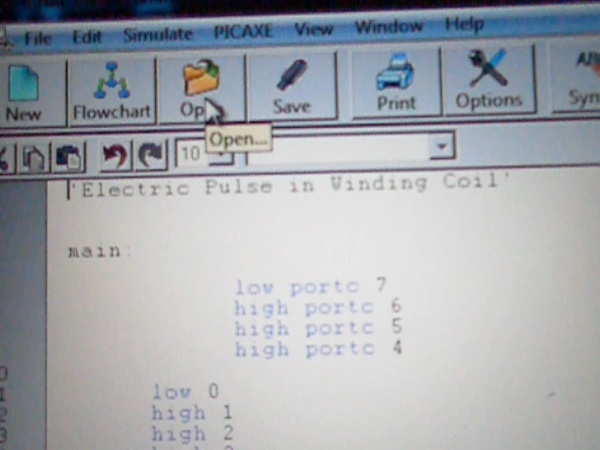 File Edit Simulate PICAXE View Window Help
New Flowchart Op Save Print Options Syn
Open...
10
'Electric Pulse in Winding Coil'
main:
low portc 7
high portc 6
high portc 5
high portc 4
low 0
high 1
high 2